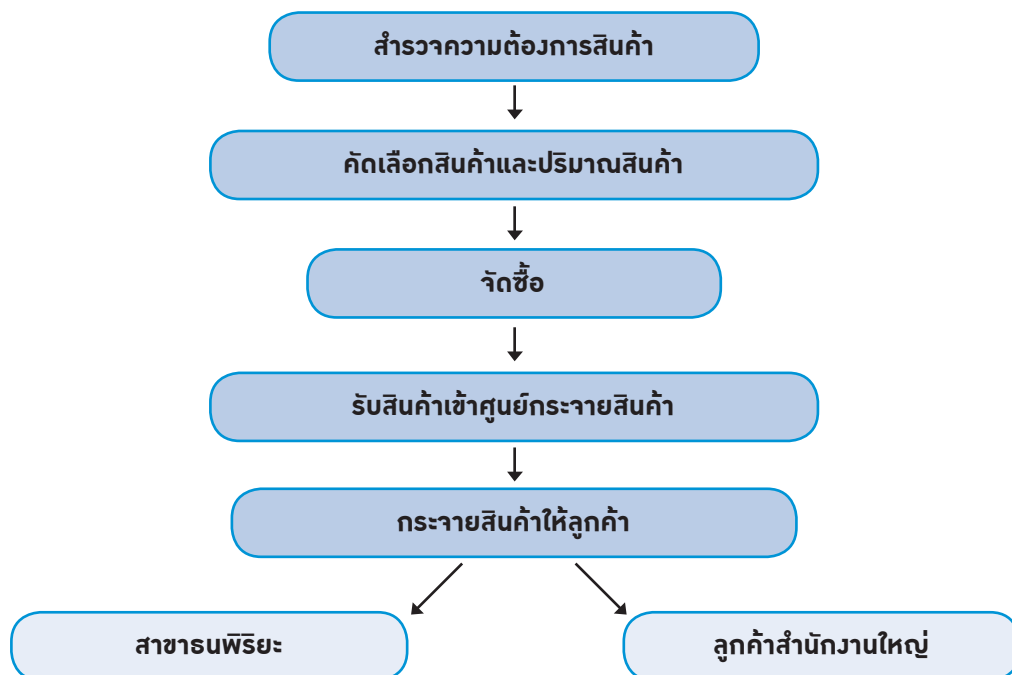 สำรวจความต้องการสินค้า
คัดเลือกสินค้าและปริมาณสินค้า
จัดซื้อ
รับสินค้าเข้าศูนย์กระจายสินค้า
กระจายสินค้าให้ลูกค้า
สาขาธนพิริยะ
ลูกค้าสำนักงานใหญ่